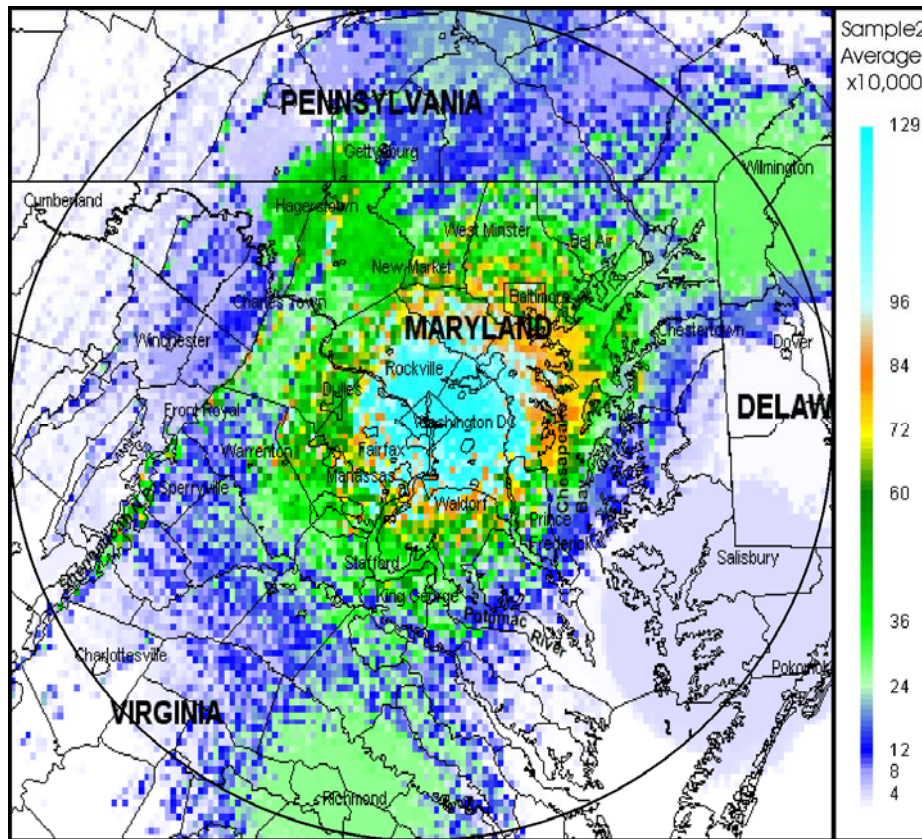 Sample2
Average
x10,000
129
96
84
72
60
36
24
12
8
4
PENNSYLVANIA
Gettysburg
Wilmington
Cumberland
Hagerstown
West Minster
Bel Air
New Market
Charles Town
Baltimore
MARYLAND
Chestertown
Winchester
Dover
Rockville
Dulles
Front Royal
DELAW
Washington DC
Warrenton
Fairfax
Chesapeake
Bay
Manassas
Sperryville
Waldorf
Prince
Frederick
Stafford
Salisbury
King George
Potomac River
Charlottesville
Pokomok
VIRGINIA
Richmond